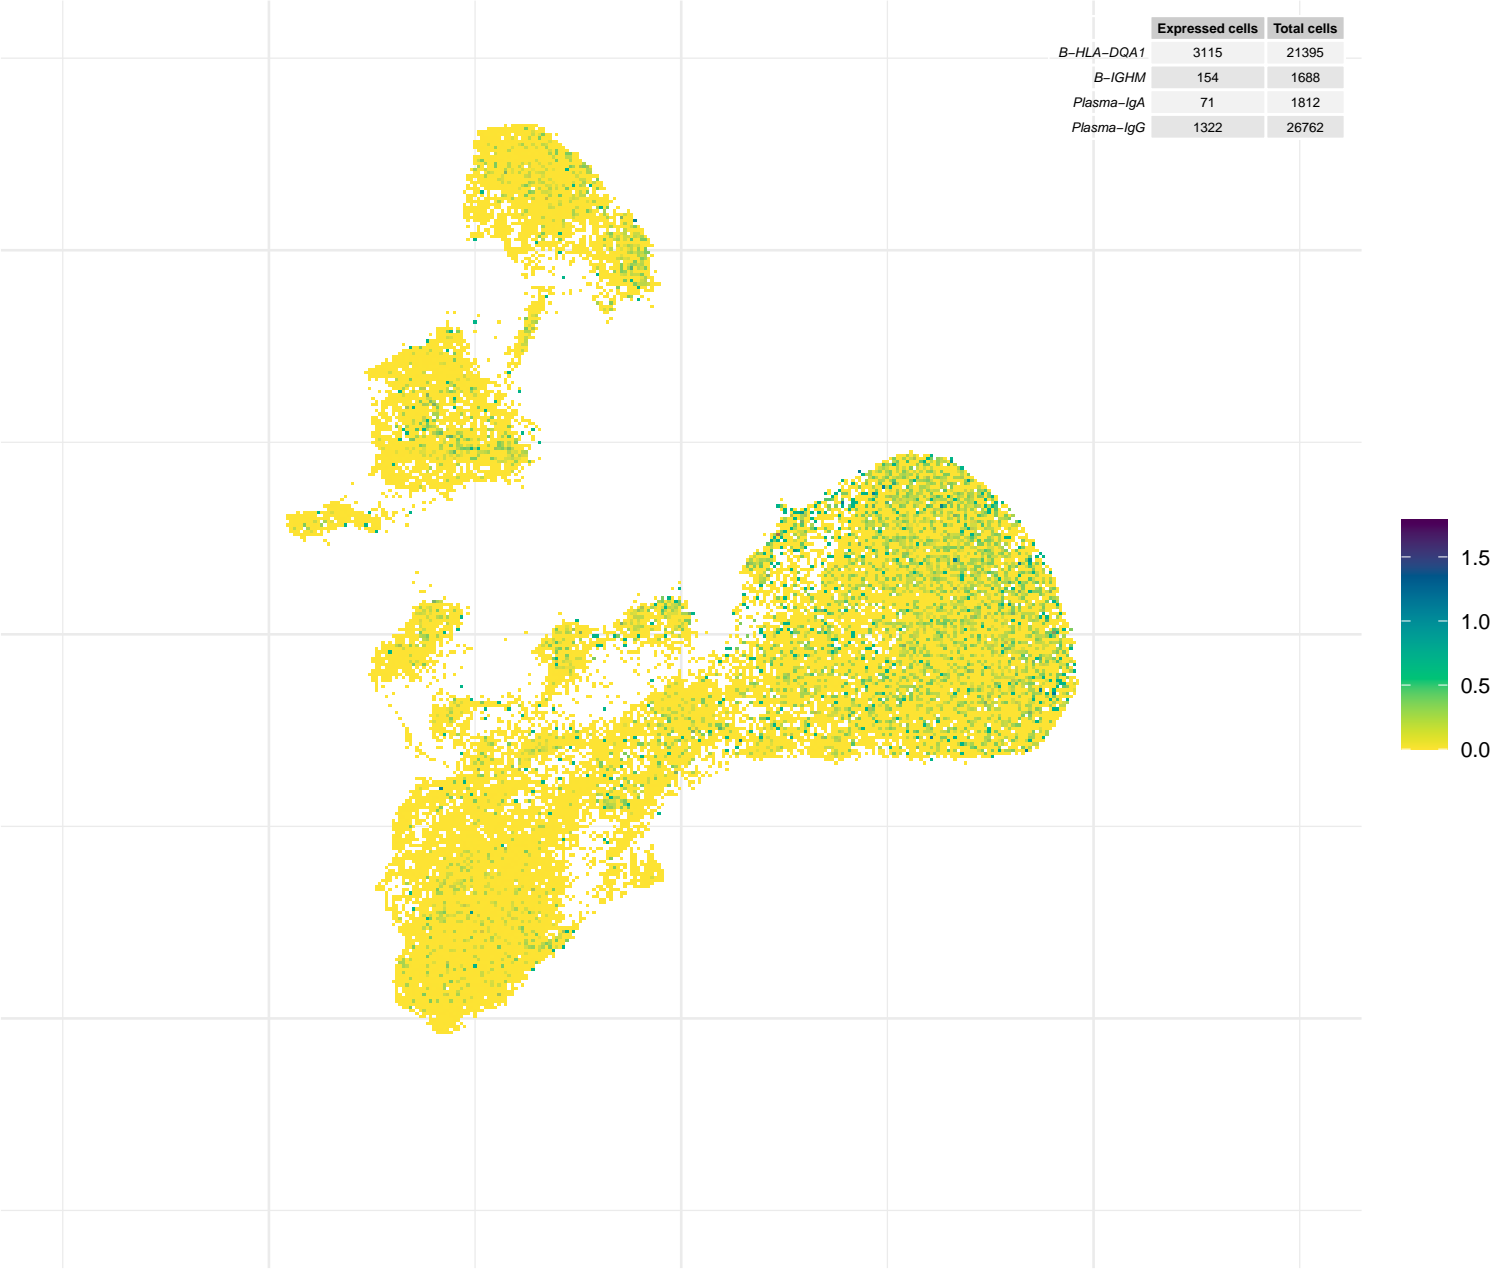 Expressed cells Total cells
B−HLA−DQA1 3115 21395
B−IGHM 154 1688
Plasma−IgA 71 1812
Plasma−IgG 1322 26762
1.5
1.0
0.5
0.0